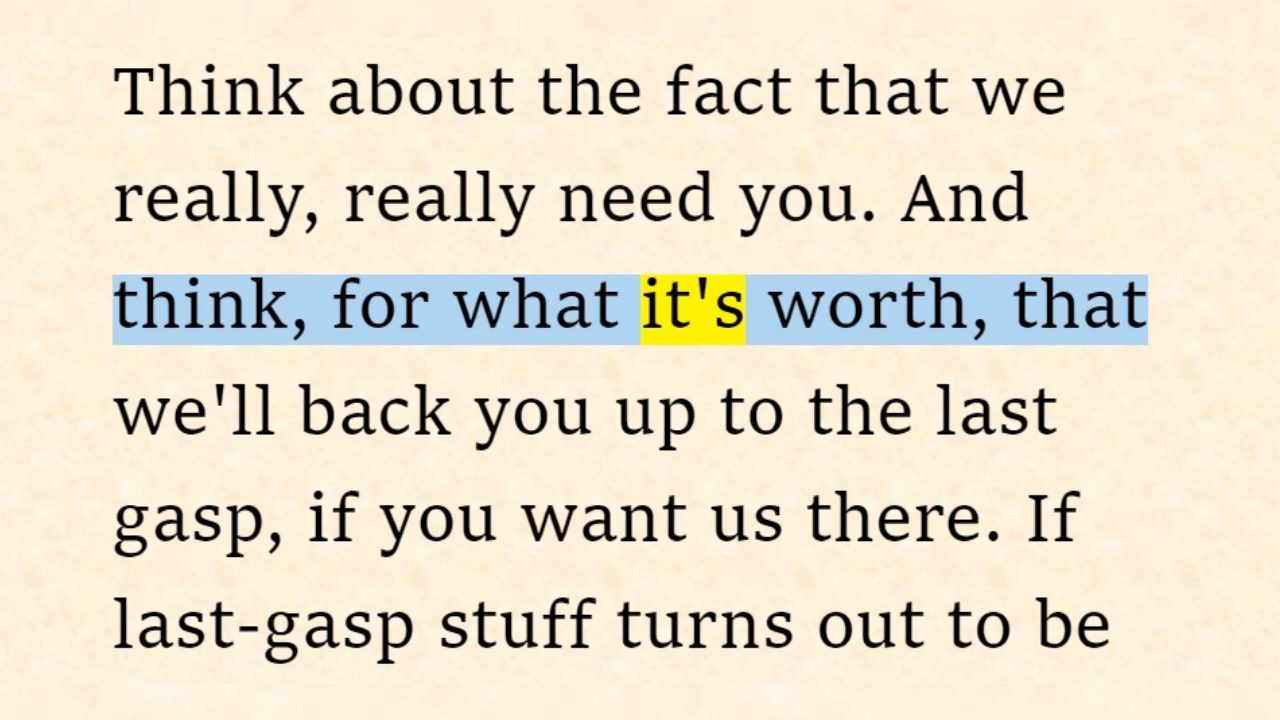 Think about the fact that we
really, really need you. And
think, for what it's worth, that
we'll back you up to the last
gasp, if you want us there. If
last-gasp stuff turns out to be